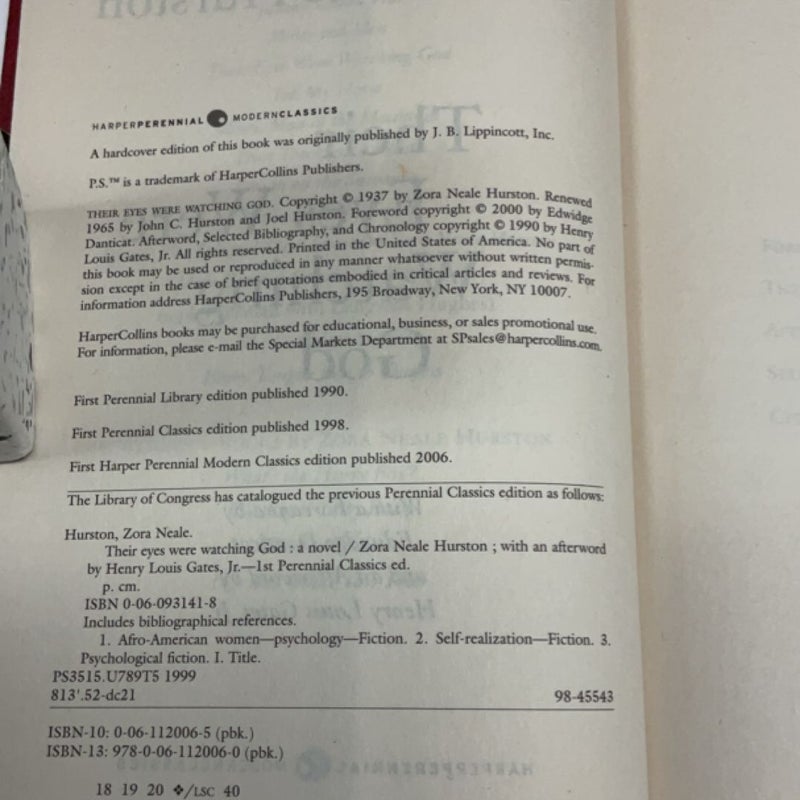 HARPERPERENNIAL MODERNCLASSICS
A hardcover edition of this book was originally published by J. B. Lippincott, Inc.
P.S.™ is a trademark of HarperCollins Publishers.
THEIR EYES WERE WATCHING GOD. Copyright © 1937 by Zora Neale Hurston. Renewed
1965 by John C. Hurston and Joel Hurston. Foreword copyright © 2000 by Edwidge
Danticat. Afterword, Selected Bibliography, and Chronology copyright © 1990 by Henry
Louis Gates, Jr. All rights reserved. Printed in the United States of America. No part of
this book may be used or reproduced in any manner whatsoever without written permis-
sion except in the case of brief quotations embodied in critical articles and reviews. For
information address HarperCollins Publishers, 195 Broadway, New York, NY 10007.
HarperCollins books may be purchased for educational, business, or sales promotional use.
For information, please e-mail the Special Markets Department at SPsales@harpercollins.com.
First Perennial Library edition published 1990.
First Perennial Classics edition published 1998.
First Harper Perennial Modern Classics edition published 2006.
The Library of Congress has catalogued the previous Perennial Classics edition as follows:
Hurston, Zora Neale.
Their eyes were watching God : a novel / Zora Neale Hurston ; with an afterword
by Henry Louis Gates, Jr.—1st Perennial Classics ed.
p. cm.
ISBN 0-06-093141-8
Includes bibliographical references.
1. Afro-American women—psychology—Fiction. 2. Self-realization—Fiction. 3.
Psychological fiction. I. Title.
PS3515.U789T5 1999
813'.52-dc21 98-45543
ISBN-10: 0-06-112006-5 (pbk.)
ISBN-13: 978-0-06-112006-0 (pbk.)
18 19 20 ❖/LSC 40